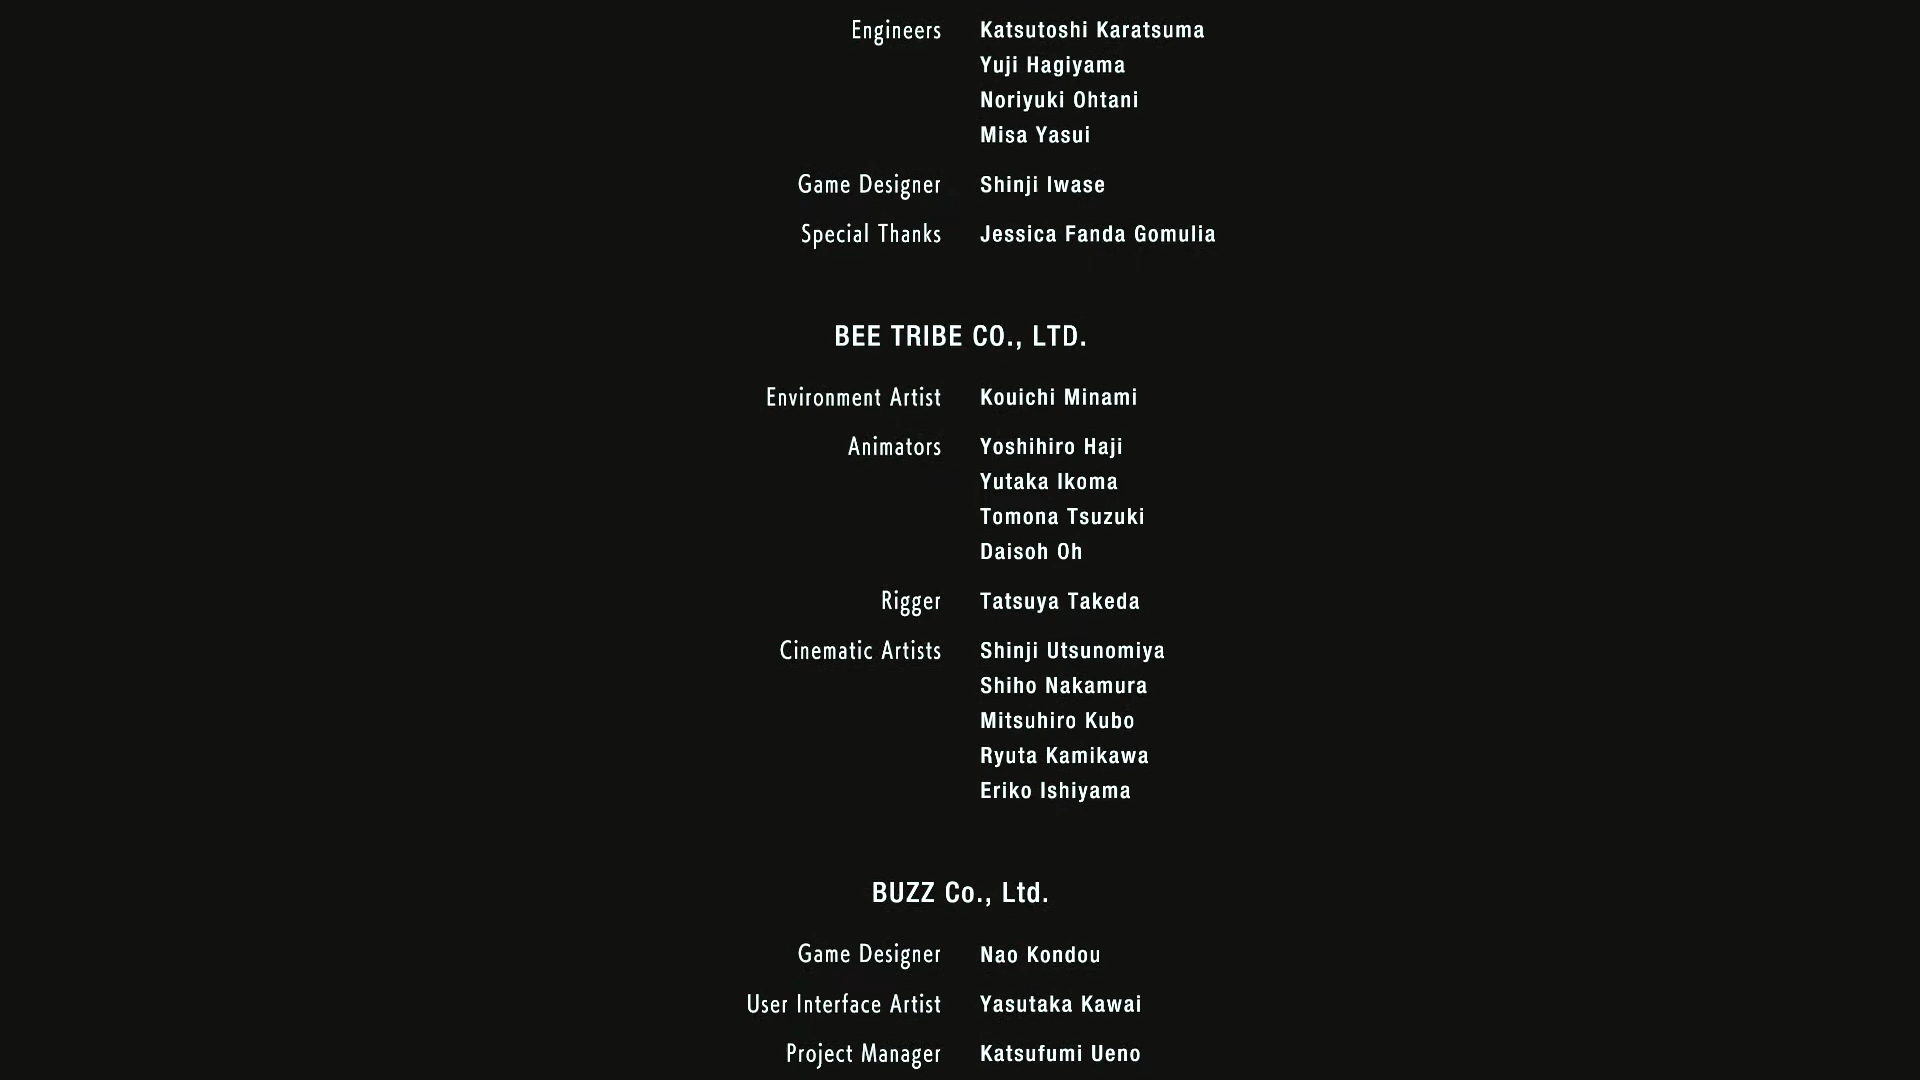 Engineers Katsutoshi Karatsuma
Yuji Hagiyama
Noriyuki Ohtani
Misa Yasui
Game Designer Shinji Iwase
Special Thanks Jessica Fanda Gomulia
BEE TRIBE CO., LTD.
Environment Artist Kouichi Minami
Animators Yoshihiro Haji
Yutaka Ikoma
Tomona Tsuzuki
Daisoh Oh
Rigger Tatsuya Takeda
Cinematic Artists Shinji Utsunomiya
Shiho Nakamura
Mitsuhiro Kubo
Ryuta Kamikawa
Eriko Ishiyama
BUZZ Co., Ltd.
Game Designer Nao Kondou
User Interface Artist Yasutaka Kawai
Project Manager Katsufumi Ueno